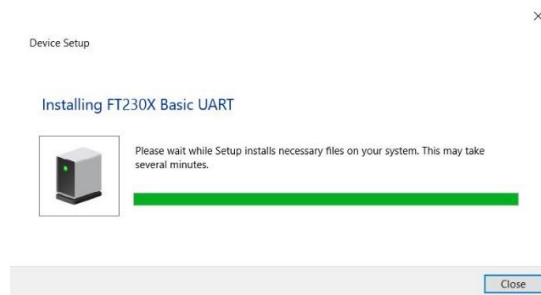 Device Setup
Installing FT230X Basic UART
Please wait while Setup installs necessary files on your system. This may take
several minutes.
Close